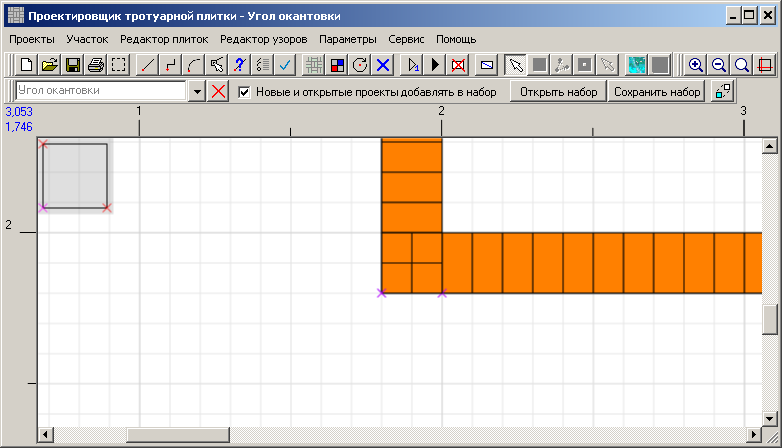 Проектировщик тротуарной плитки - Угол окантовки
Проекты Участок Редактор плиток Редактор узоров Параметры Сервис Помощь
Угол окантовки Новые и открытые проекты добавлять в набор Открыть набор Сохранить набор
3,053 1 2 3
1,746
2